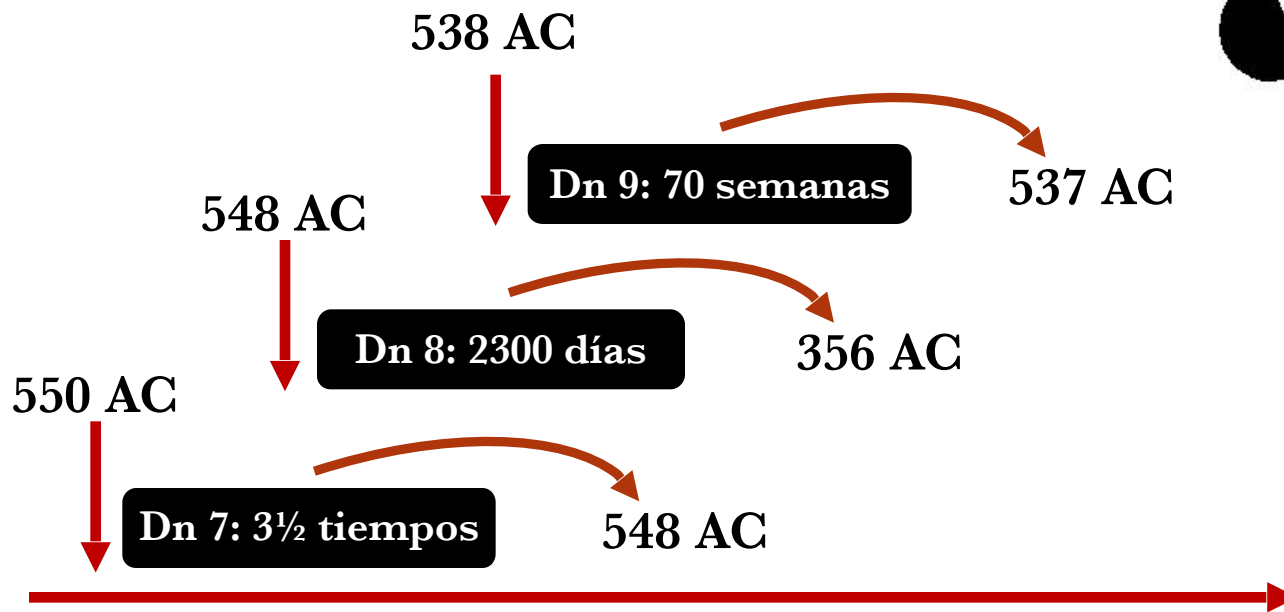 538 AC
Dn 9: 70 semanas
537 AC
548 AC
Dn 8: 2300 días
356 AC
550 AC
Dn 7: 3½ tiempos
548 AC